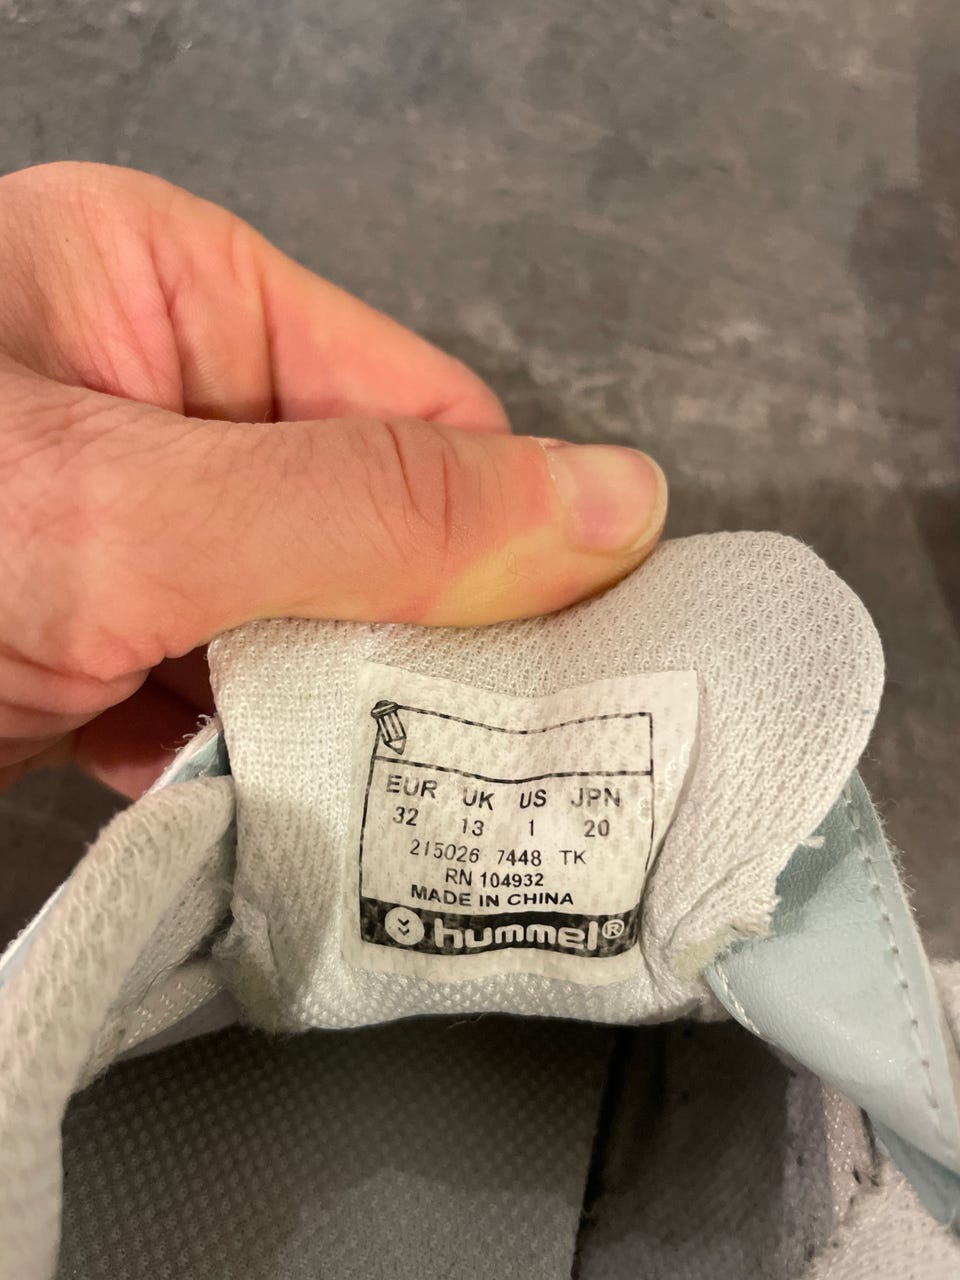 EUR UK US JPN
32 13 1 20
215026 7448 TK
RN 104932
MADE IN CHINA
hummel®